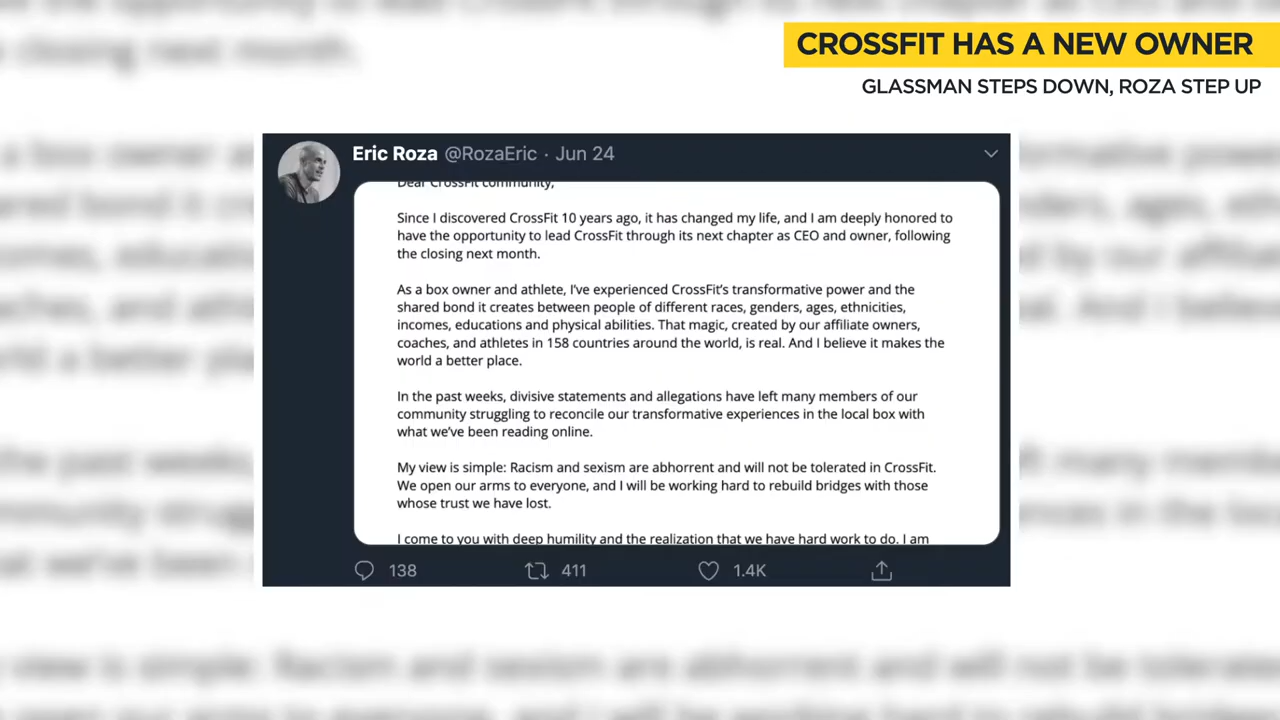 CROSSFIT HAS A NEW OWNER
GLASSMAN STEPS DOWN, ROZA STEP UP
Eric Roza @RozaEric · Jun 24
Dear CrossFit community,
Since I discovered CrossFit 10 years ago, it has changed my life, and I am deeply honored to
have the opportunity to lead CrossFit through its next chapter as CEO and owner, following
the closing next month.
As a box owner and athlete, I've experienced CrossFit's transformative power and the
shared bond it creates between people of different races, genders, ages, ethnicities,
incomes, educations and physical abilities. That magic, created by our affiliate owners,
coaches, and athletes in 158 countries around the world, is real. And I believe it makes the
world a better place.
In the past weeks, divisive statements and allegations have left many members of our
community struggling to reconcile our transformative experiences in the local box with
what we've been reading online.
My view is simple: Racism and sexism are abhorrent and will not be tolerated in CrossFit.
We open our arms to everyone, and I will be working hard to rebuild bridges with those
whose trust we have lost.
I come to you with deep humility and the realization that we have hard work to do. I am
138 411 1.4K